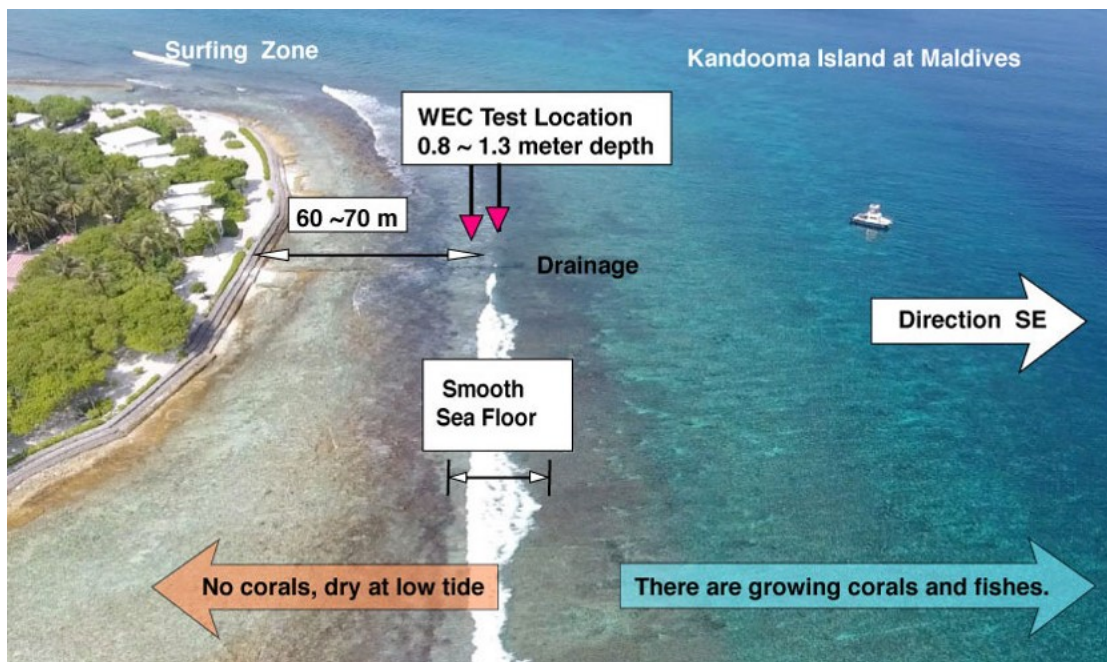 Surfing Zone
Kandooma Island at Maldives
WEC Test Location
0.8 ~ 1.3 meter depth
60 ~70 m
Drainage
Direction SE
Smooth
Sea Floor
No corals, dry at low tide
There are growing corals and fishes.